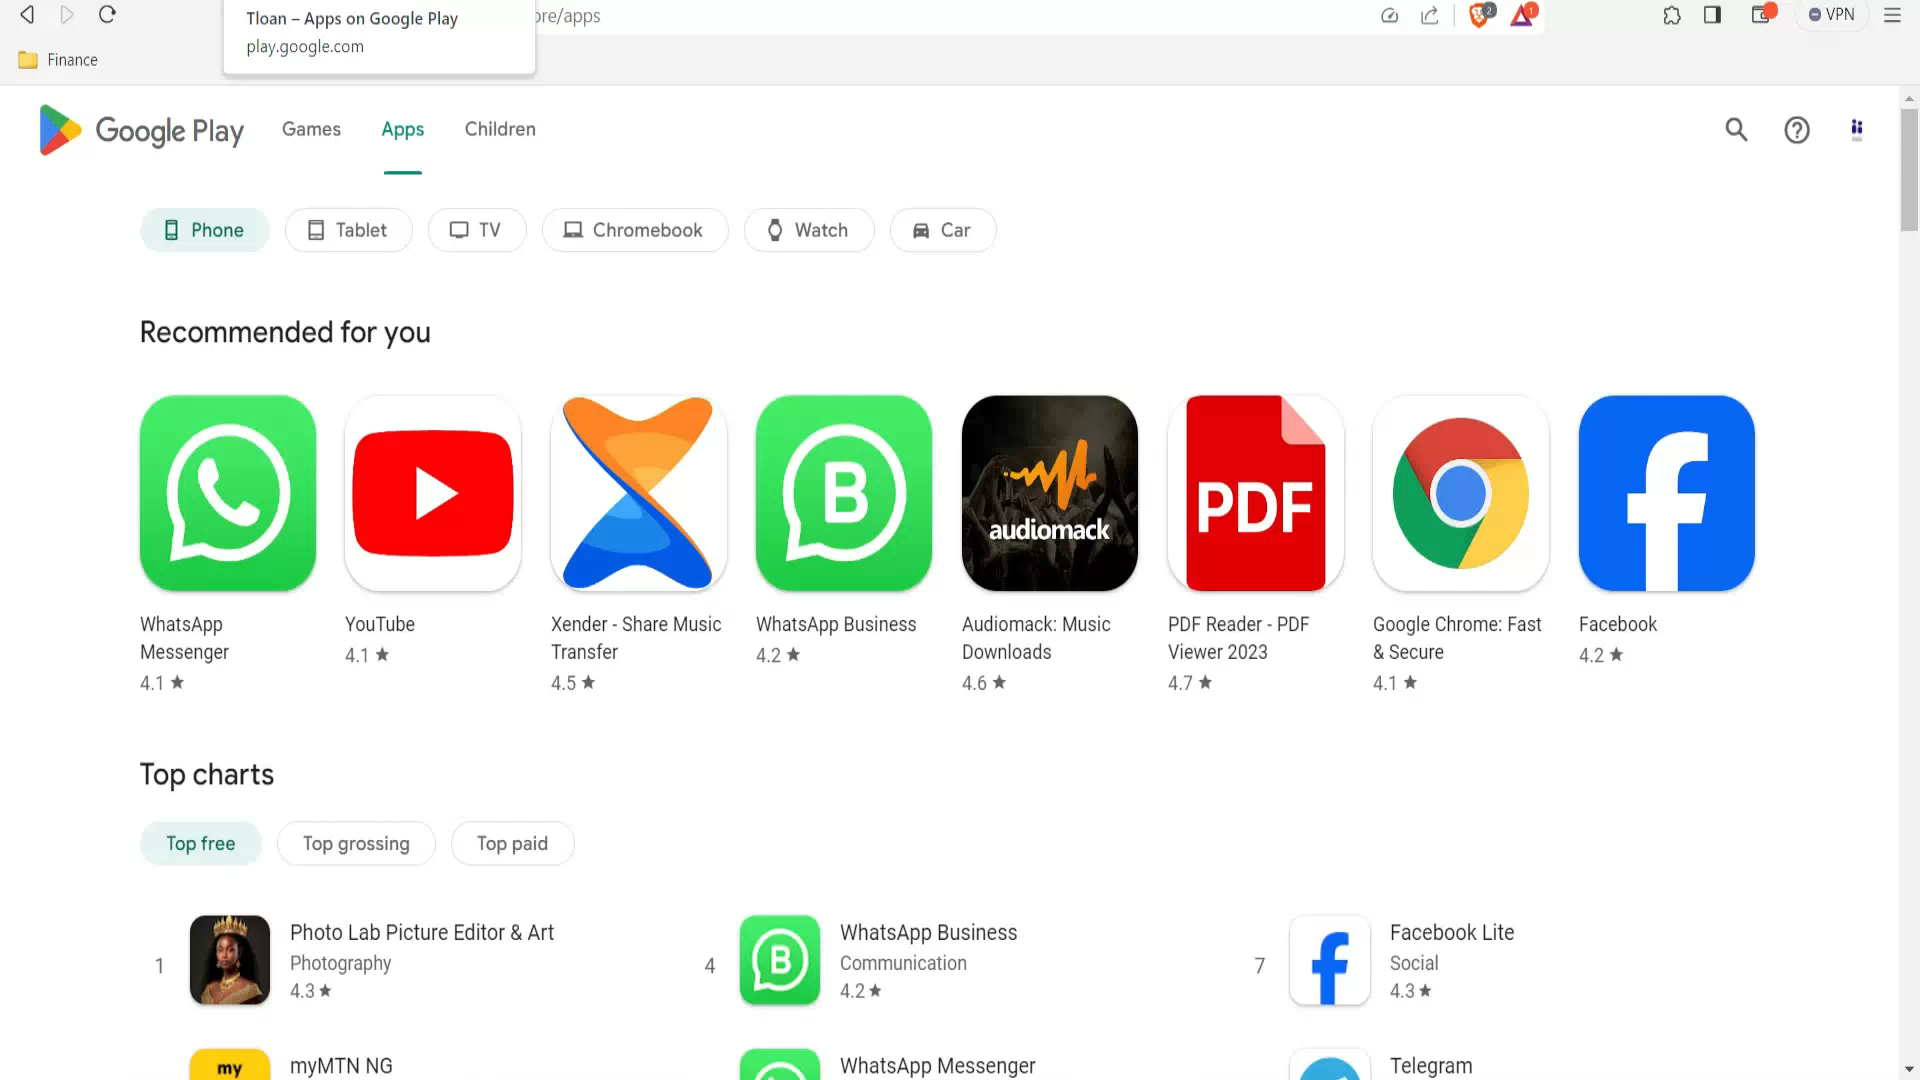 Tloan – Apps on Google Play
ore/apps
2
1
VPN
play.google.com
Finance
Google Play
Games
Apps
Children
Phone
Tablet
TV
Chromebook
Watch
Car
Recommended for you
B
audiomack
PDF
WhatsApp
Messenger
4.1 ★
YouTube
4.1 ★
Xender - Share Music
Transfer
4.5 ★
WhatsApp Business
4.2 ★
Audiomack: Music
Downloads
4.6 ★
PDF Reader - PDF
Viewer 2023
4.7 ★
Google Chrome: Fast
& Secure
4.1 ★
Facebook
4.2 ★
Top charts
Top free
Top grossing
Top paid
1
Photo Lab Picture Editor & Art
Photography
4.3 ★
4
B
WhatsApp Business
Communication
4.2 ★
7
Facebook Lite
Social
4.3 ★
my
myMTN NG
WhatsApp Messenger
Telegram